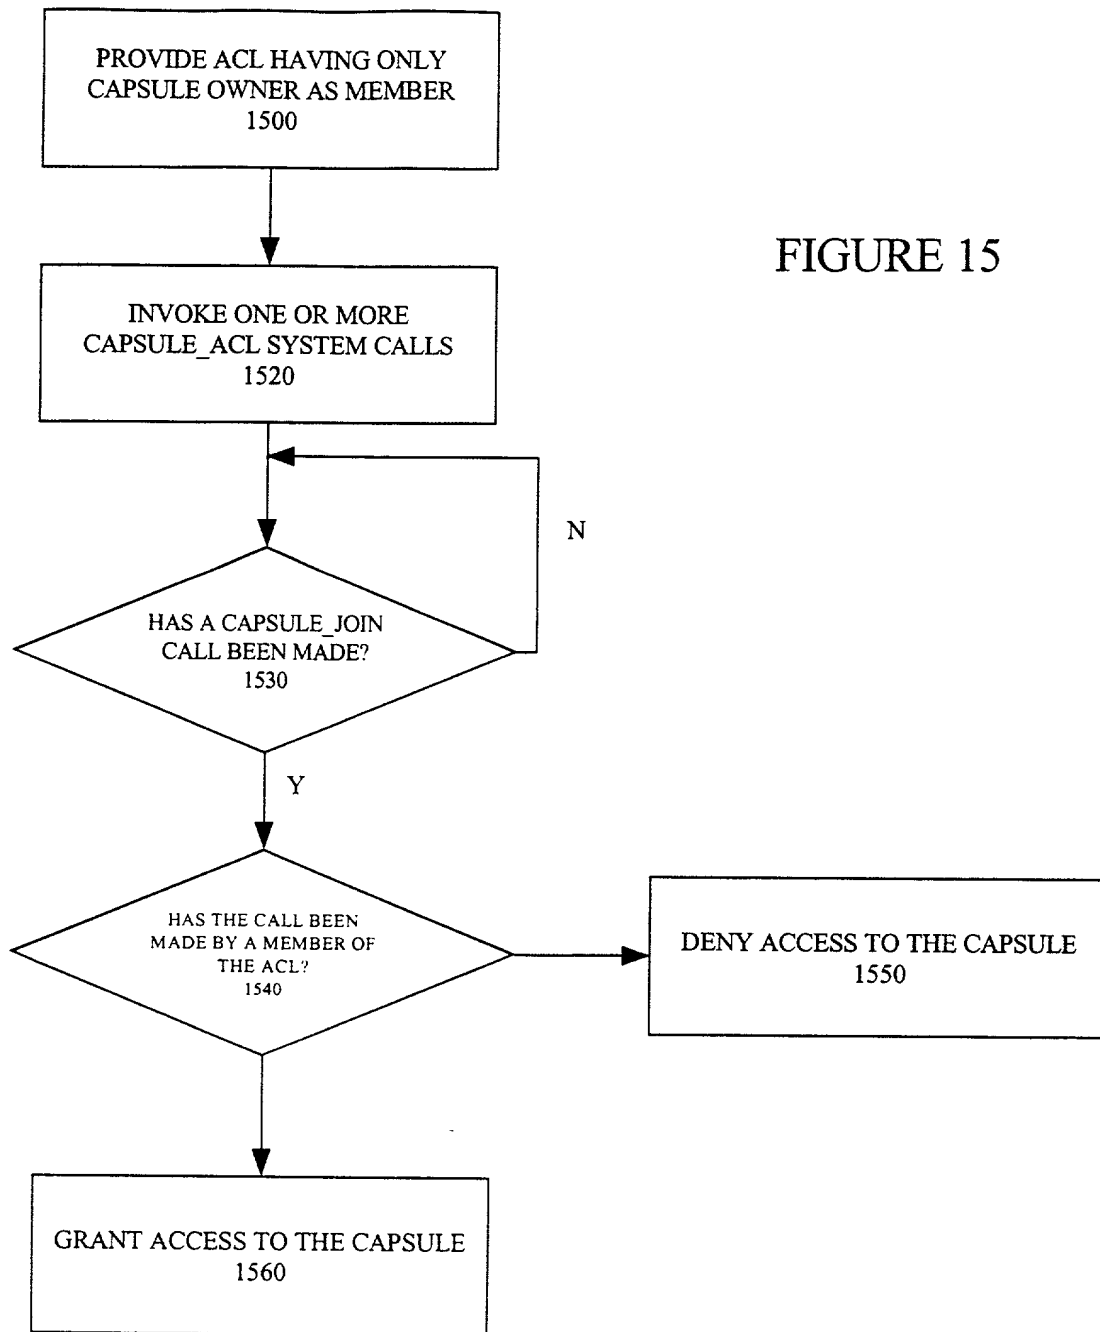 PROVIDE ACL HAVING ONLY
CAPSULE OWNER AS MEMBER
1500
FIGURE 15
INVOKE ONE OR MORE
CAPSULE_ACL SYSTEM CALLS
1520
N
HAS A CAPSULE_JOIN
CALL BEEN MADE?
1530
Y
HAS THE CALL BEEN
MADE BY A MEMBER OF
THE ACL?
1540
DENY ACCESS TO THE CAPSULE
1550
GRANT ACCESS TO THE CAPSULE
1560